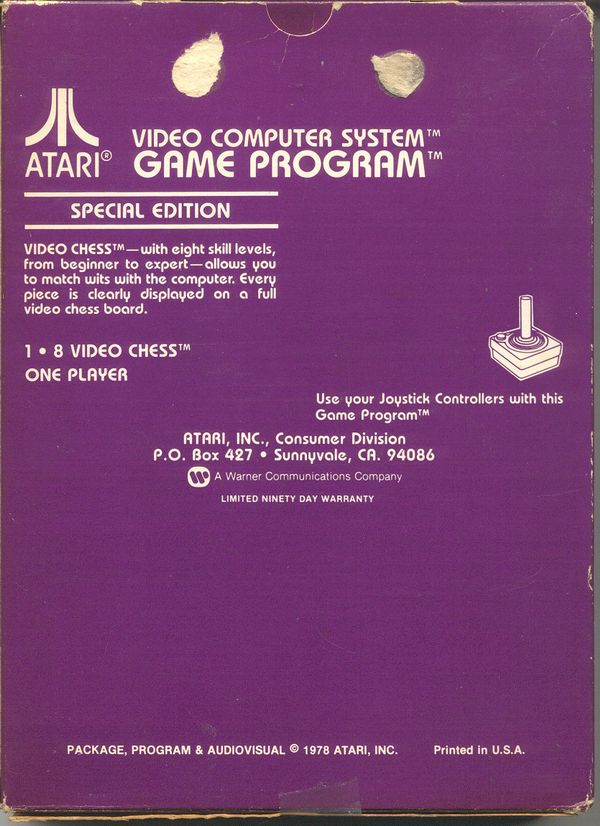 ATARI®
VIDEO COMPUTER SYSTEM™
GAME PROGRAM™
SPECIAL EDITION
VIDEO CHESS™—with eight skill levels,
from beginner to expert—allows you
to match wits with the computer. Every
piece is clearly displayed on a full
video chess board.
1 • 8 VIDEO CHESS™
ONE PLAYER
Use your Joystick Controllers with this
Game Program™
ATARI, INC., Consumer Division
P.O. Box 427 • Sunnyvale, CA. 94086
A Warner Communications Company
LIMITED NINETY DAY WARRANTY
PACKAGE, PROGRAM & AUDIOVISUAL © 1978 ATARI, INC. Printed in U.S.A.